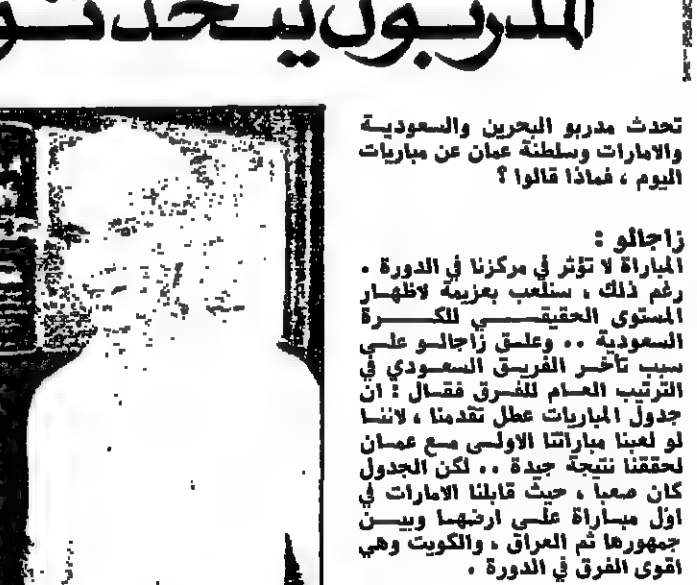 المدربون يتحدثو
تحدث مدربو البحرين والسعودية
والامارات وسلطنة عمان عن مباريات
اليوم ، فماذا قالوا ؟
زاجالو :
المباراة لا تؤثر في مركزنا في الدورة .
رغم ذلك ، سنلعب بعزيمة لاظهار
المستوى الحقيقي للكرة
السعودية .. وعلق زاجالو على
سبب تأخر الفريق السعودي في
الترتيب العام للفرق فقال : ان
جدول المباريات عطل تقدمنا ، لاننا
لو لعبنا مباراتنا الاولى مع عمان
لحققنا نتيجة جيدة .. لكن الجدول
كان صعبا ، حيث قابلنا الامارات في
اول مباراة على ارضها وبين
جمهورها ثم العراق ، والكويت وهي
اقوى الفرق في الدورة .